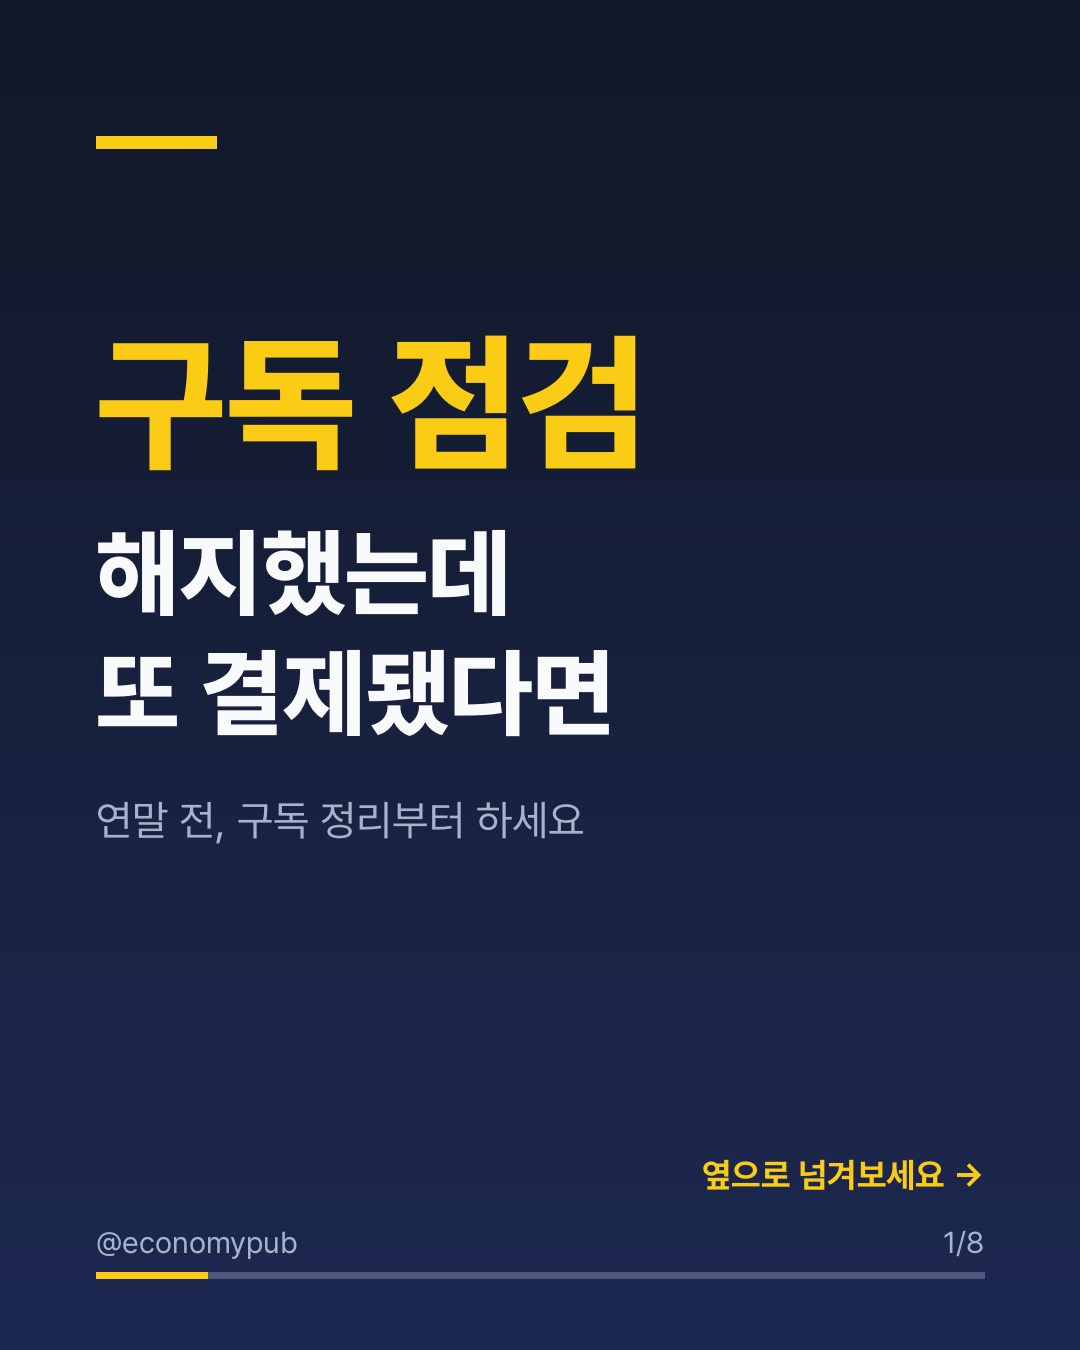 구독 점검
해지했는데
또 결제됐다면
연말 전, 구독 정리부터 하세요
옆으로 넘겨보세요 →
@economypub
1/8